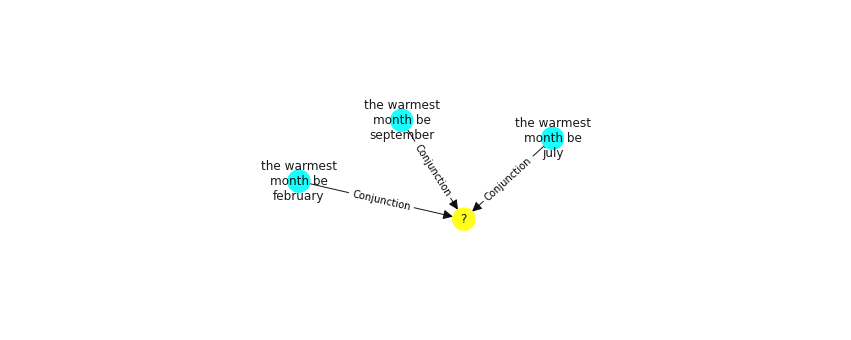 the warmest
month be
september
the warmest
month be
july
the warmest
month be
february
Conjunction
Conjunction
Conjunction
?